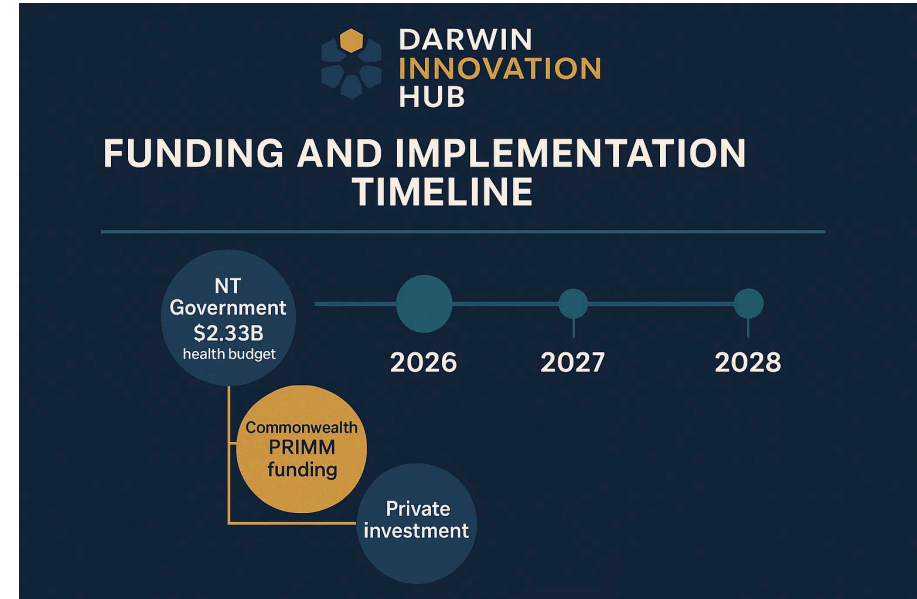 DARWIN
INNOVATION
HUB
FUNDING AND IMPLEMENTATION
TIMELINE
NT
Government
$2.33B
health budget
2026
2027
2028
Commonwealth
PRIMM
funding
Private
investment